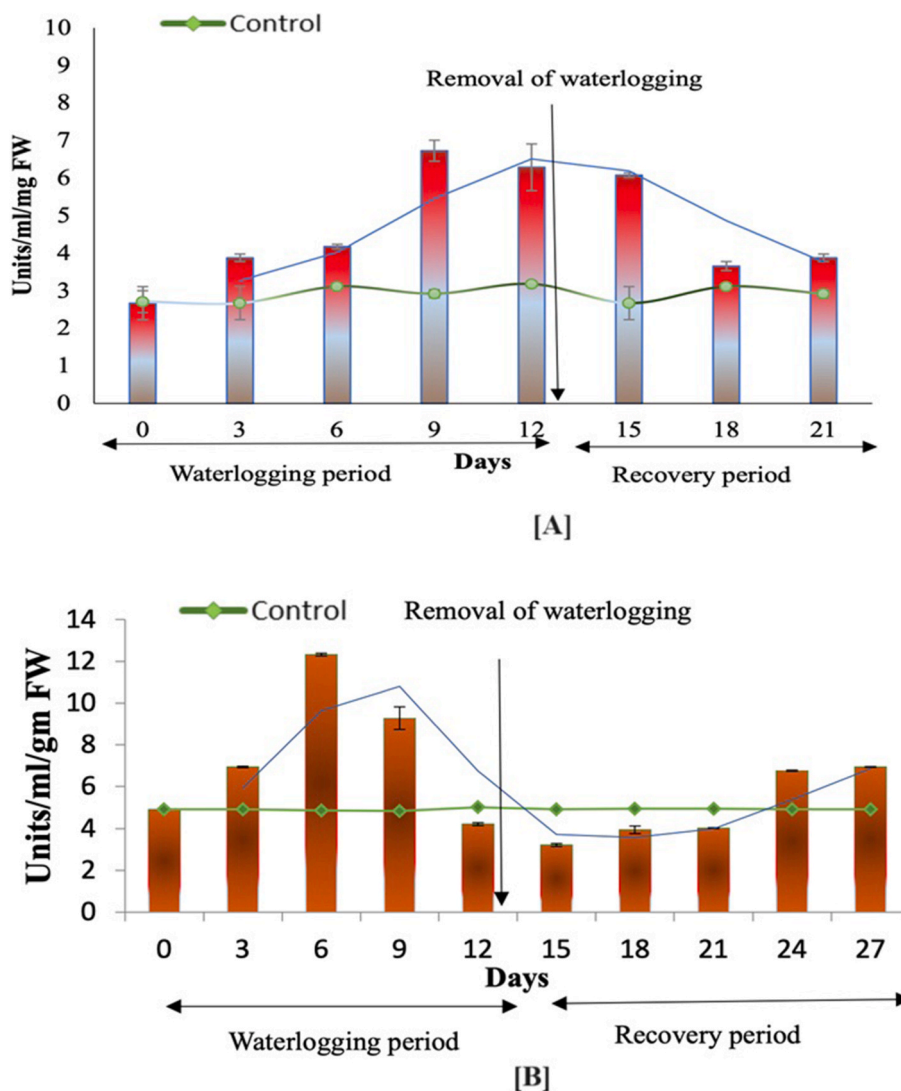 Control
10
9
8
7
6
5
4
3
2
1
0
Units/ml/mg FW
Removal of waterlogging
0 3 6 9 12 15 18 21
Waterlogging period Days Recovery period
[A]
Control Removal of waterlogging
14
12
10
8
6
4
2
0
Units/ml/gm FW
0 3 6 9 12 15 18 21 24 27
Days
Waterlogging period Recovery period
[B]